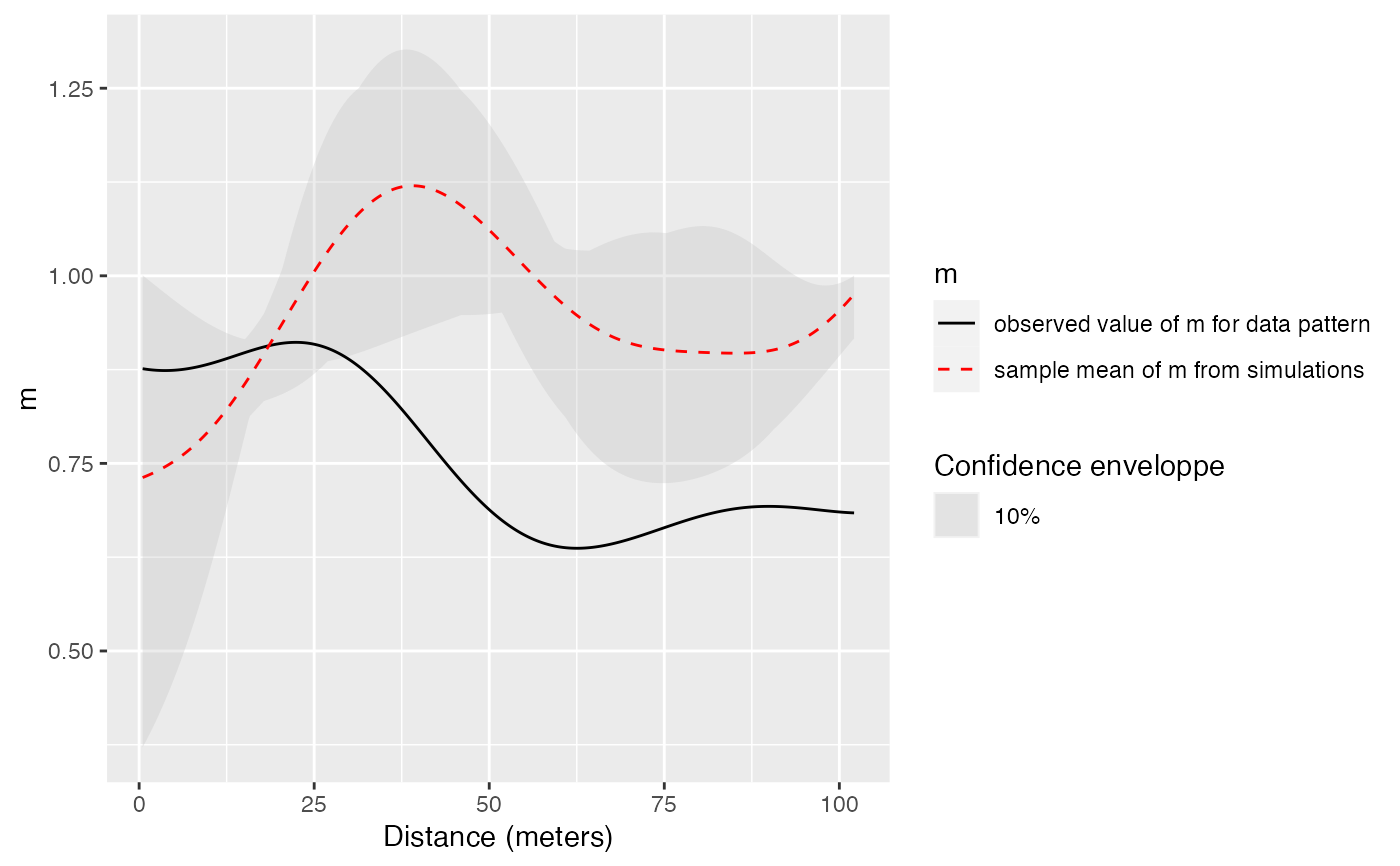 1.25
1.00
0.75
0.50
m
0
25
50
75
100
Distance (meters)
m
observed value of m for data pattern
sample mean of m from simulations
Confidence enveloppe
10%